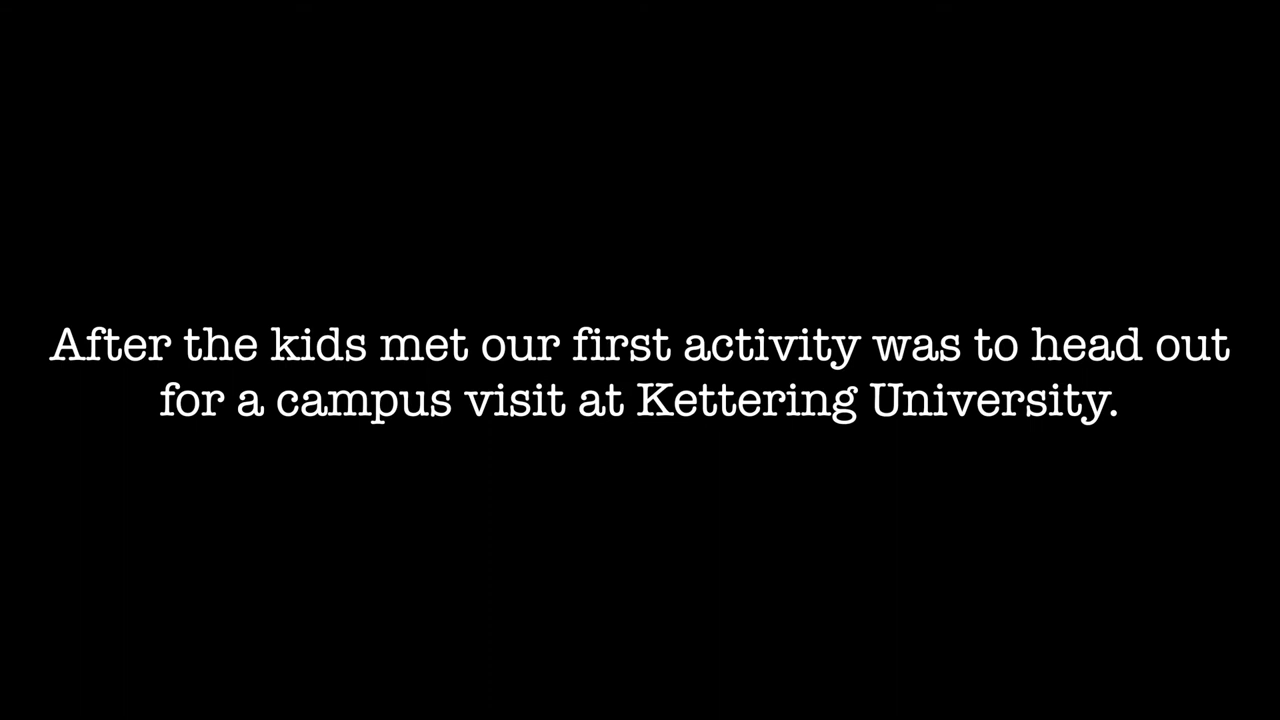 After the kids met our first activity was to head out
for a campus visit at Kettering University.